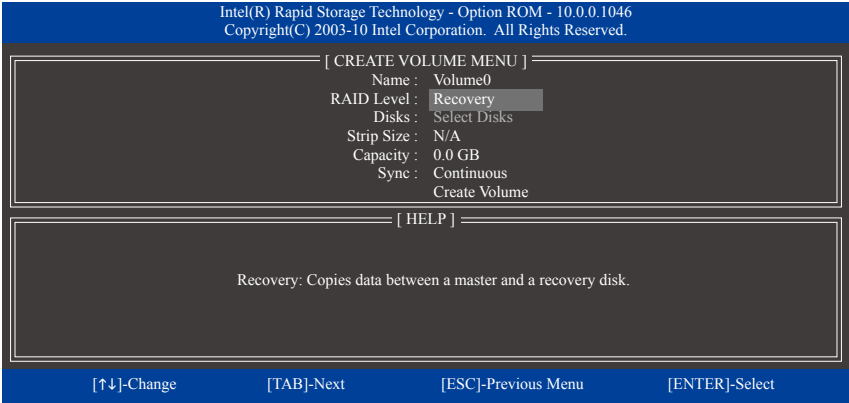 Intel(R) Rapid Storage Technology - Option ROM - 10.0.0.1046
Copyright(C) 2003-10 Intel Corporation.  All Rights Reserved.
[ CREATE VOLUME MENU ]
Name : Volume0
RAID Level : Recovery
Disks : Select Disks
Strip Size : N/A
Capacity : 0.0 GB
Sync : Continuous
Create Volume
[ HELP ]
Recovery: Copies data between a master and a recovery disk.
[↑↓]-Change [TAB]-Next [ESC]-Previous Menu [ENTER]-Select